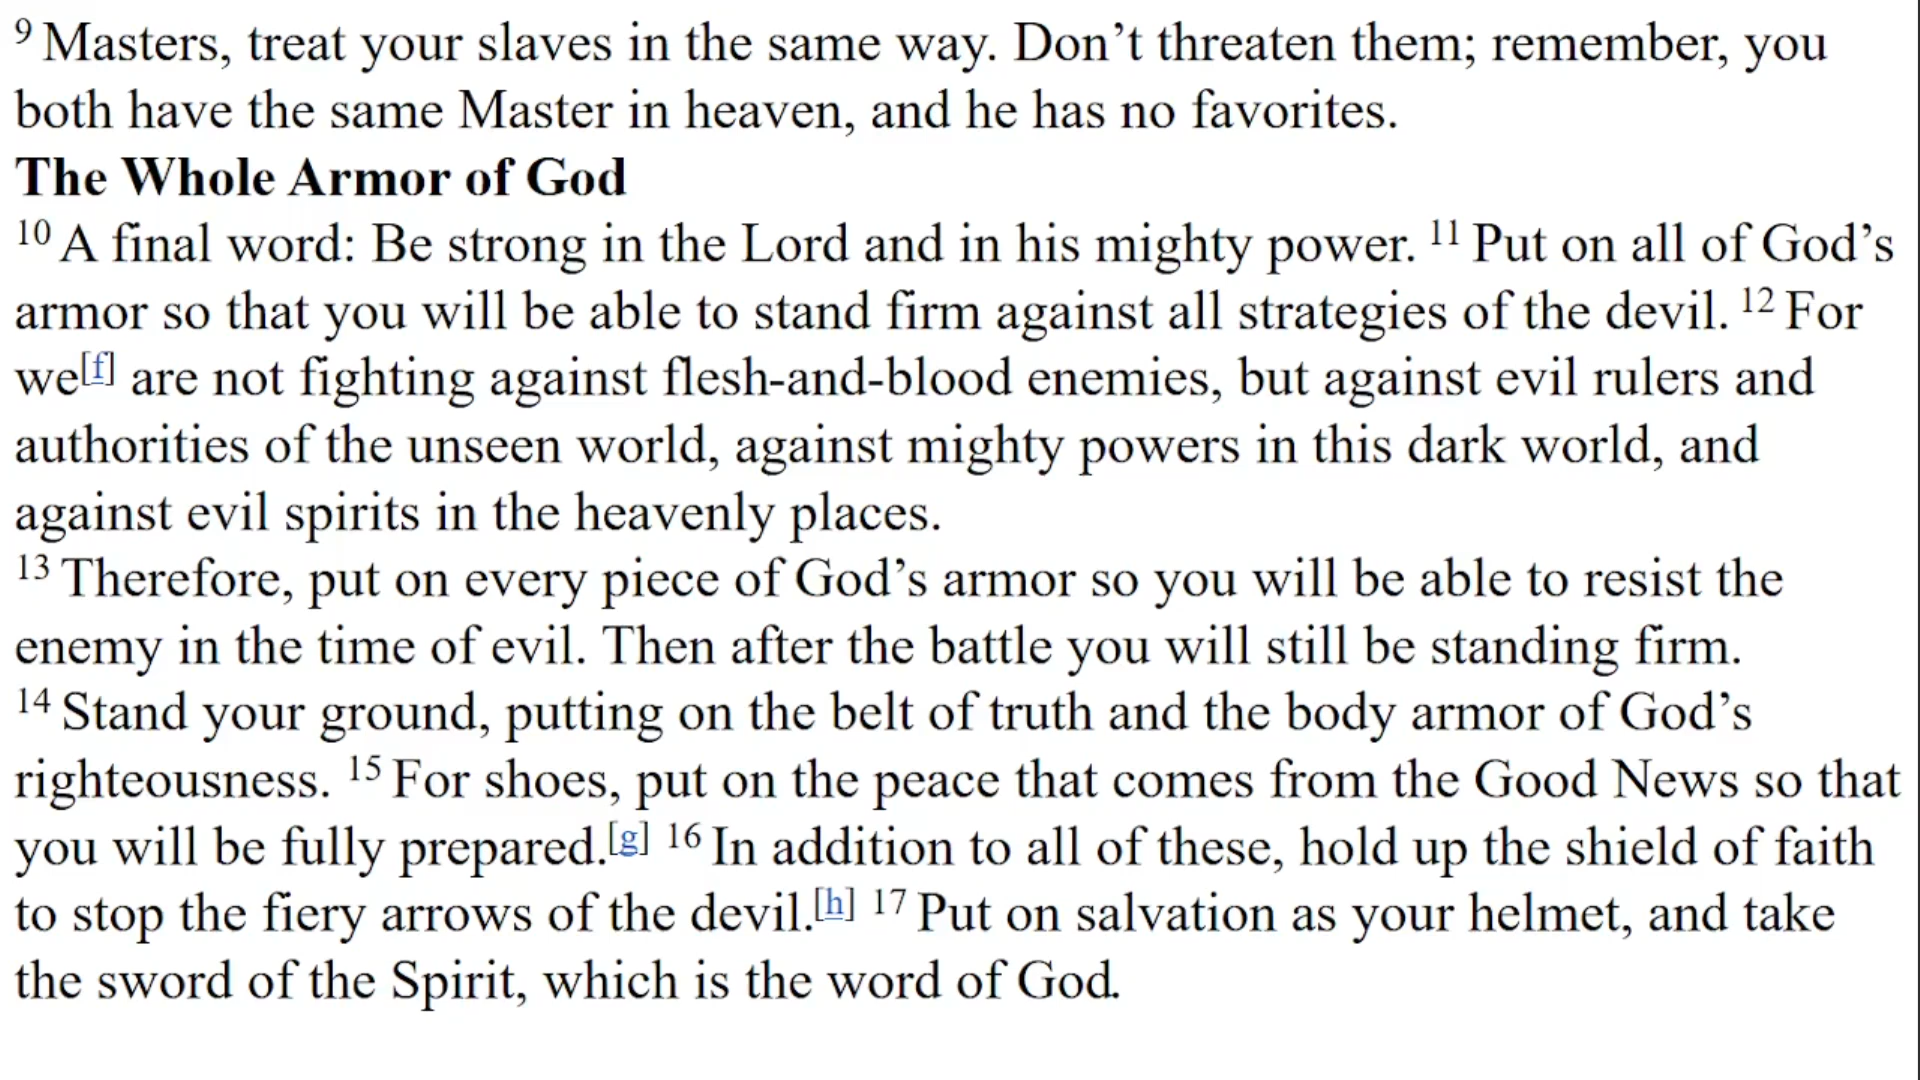 9 Masters, treat your slaves in the same way. Don’t threaten them; remember, you
both have the same Master in heaven, and he has no favorites.
The Whole Armor of God
10 A final word: Be strong in the Lord and in his mighty power. 11 Put on all of God’s
armor so that you will be able to stand firm against all strategies of the devil. 12 For
we[f] are not fighting against flesh-and-blood enemies, but against evil rulers and
authorities of the unseen world, against mighty powers in this dark world, and
against evil spirits in the heavenly places.
13 Therefore, put on every piece of God’s armor so you will be able to resist the
enemy in the time of evil. Then after the battle you will still be standing firm.
14 Stand your ground, putting on the belt of truth and the body armor of God’s
righteousness. 15 For shoes, put on the peace that comes from the Good News so that
you will be fully prepared.[g] 16 In addition to all of these, hold up the shield of faith
to stop the fiery arrows of the devil.[h] 17 Put on salvation as your helmet, and take
the sword of the Spirit, which is the word of God.